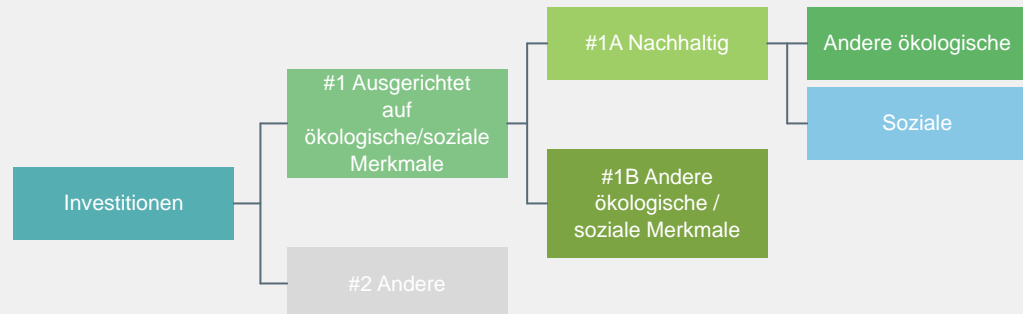 #1A Nachhaltig
Andere ökologische
#1 Ausgerichtet
auf
ökologische/soziale
Merkmale
Soziale
#1B Andere
ökologische /
soziale Merkmale
Investitionen
#2 Andere